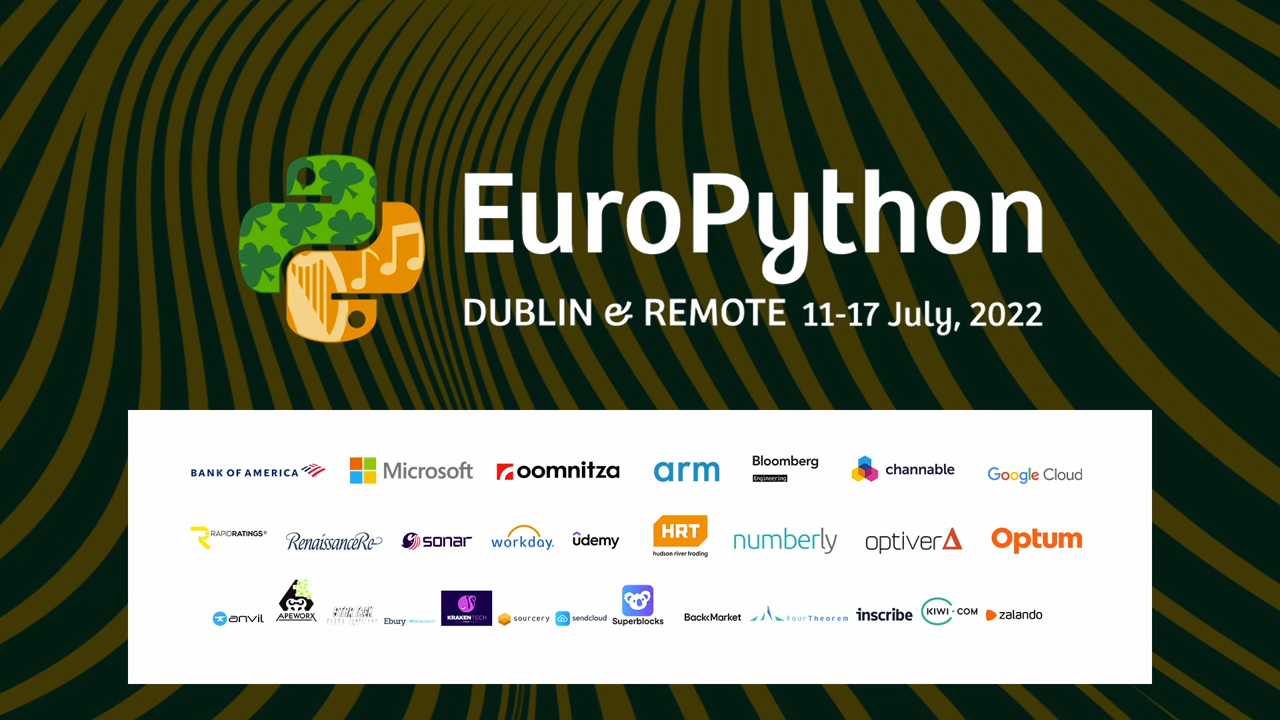 EuroPython
DUBLIN & REMOTE 11-17 July, 2022
BANK OF AMERICA Microsoft oomnitza arm Bloomberg Engineering channable Google Cloud
RAPIDRATINGS® RenaissanceRe sonar workday. udemy HRT hudson river trading numberly optiver Optum
anvil APEWORX Ebury KRAKENTECH sourcery sendcloud Superblocks BackMarket fourTheorem inscribe KIWI.COM zalando